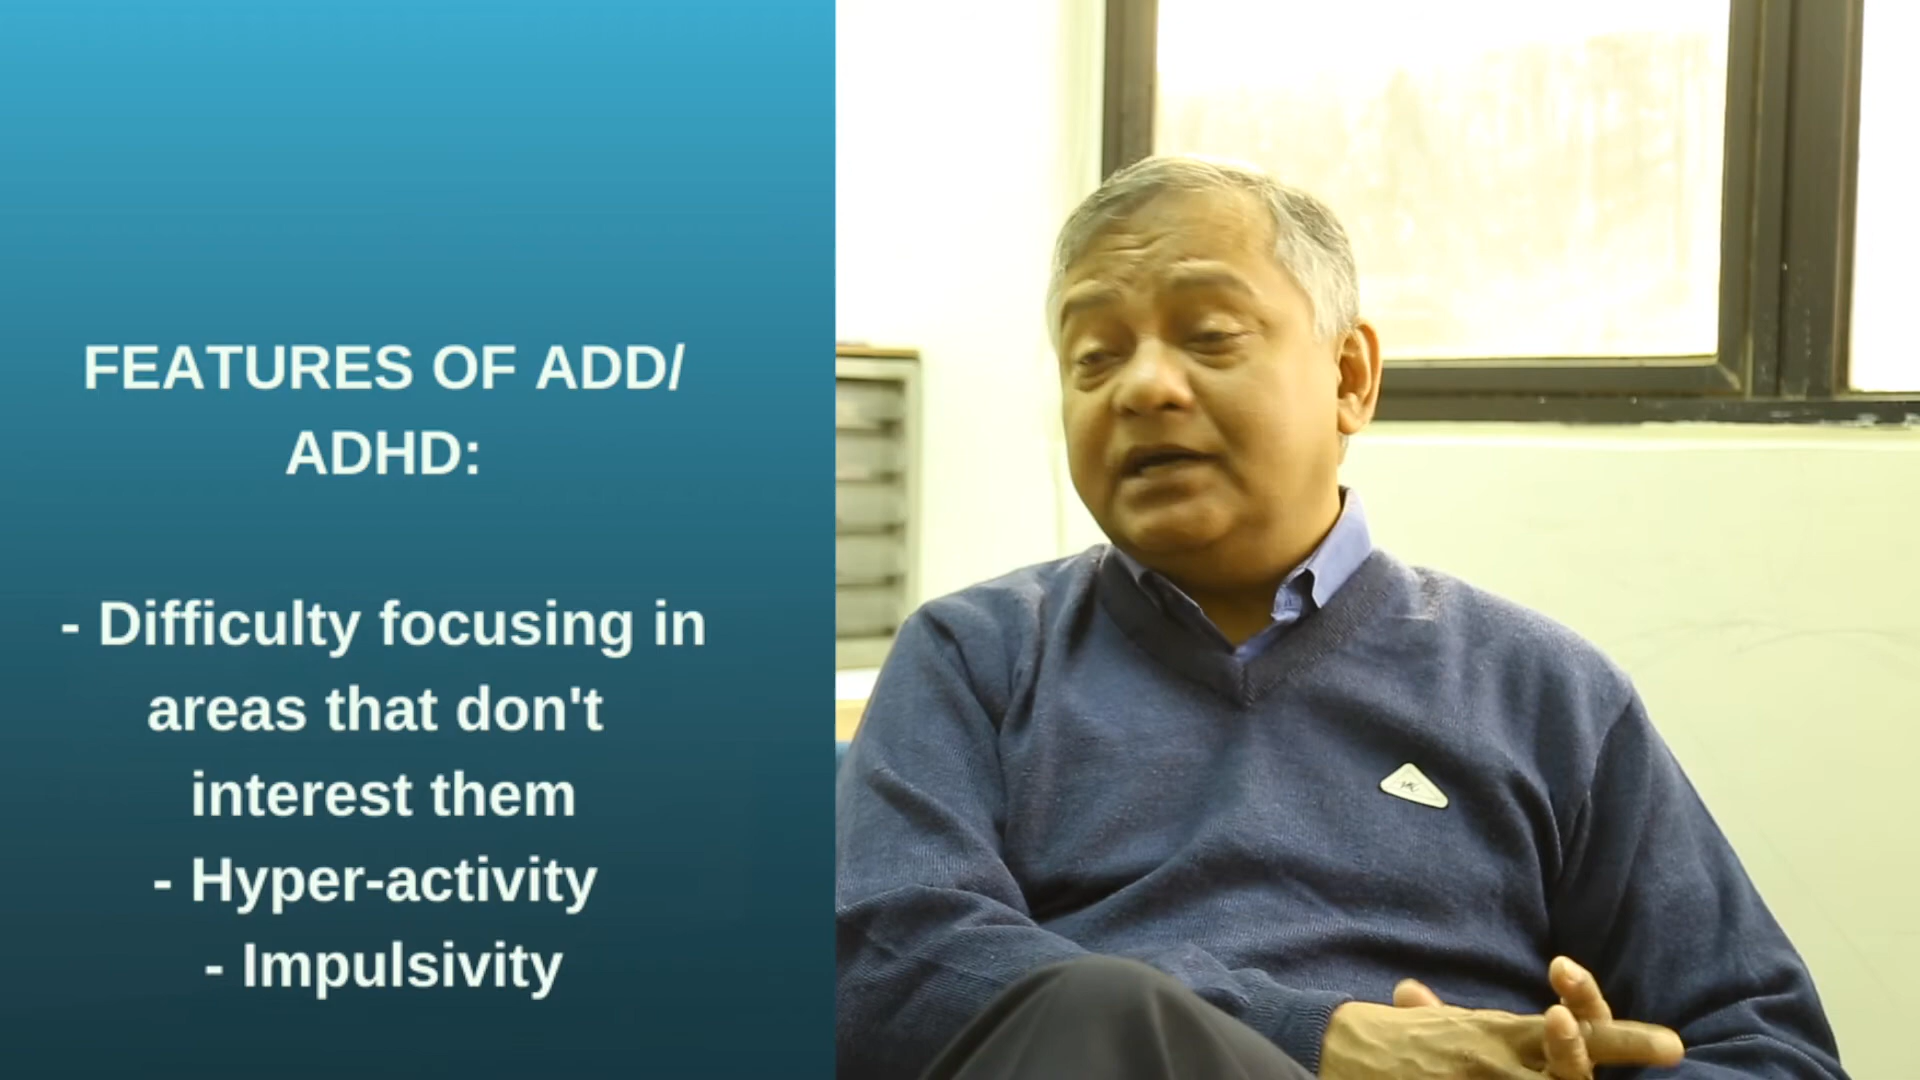 FEATURES OF ADD/
ADHD:
- Difficulty focusing in
areas that don't
interest them
- Hyper-activity
- Impulsivity